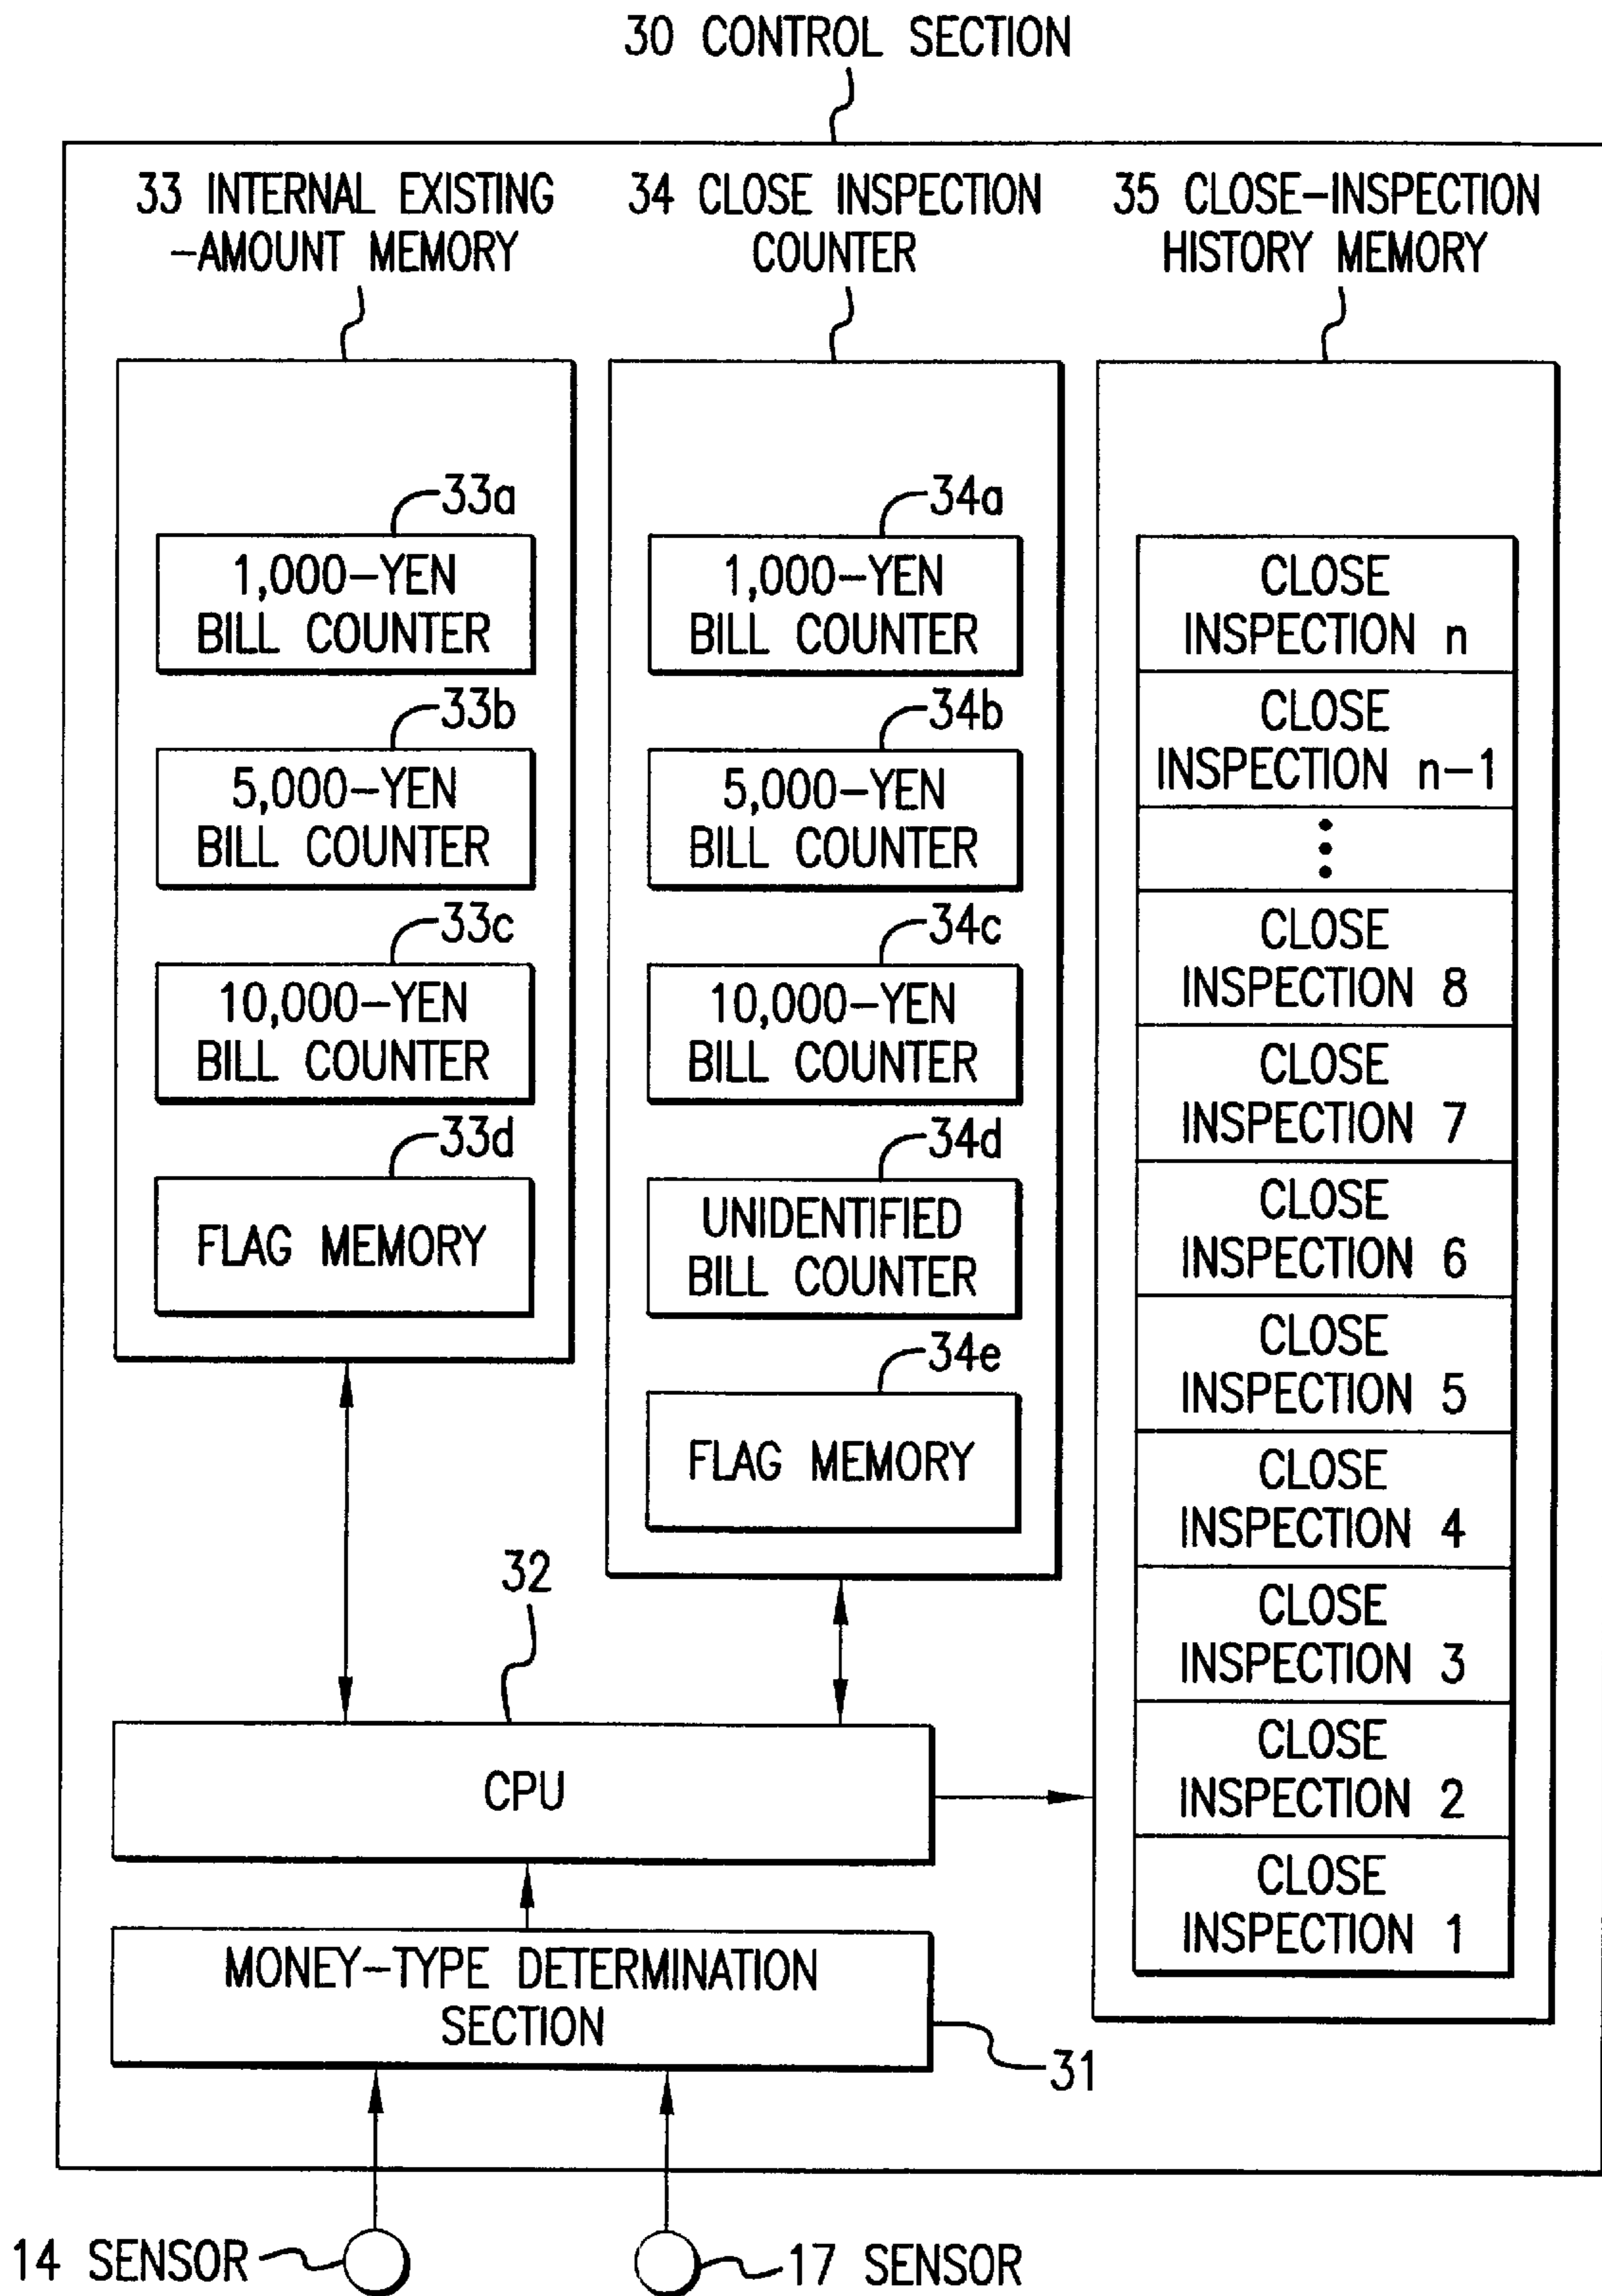 30 CONTROL SECTION
33 INTERNAL EXISTING
-AMOUNT MEMORY
34 CLOSE INSPECTION
COUNTER
35 CLOSE-INSPECTION
HISTORY MEMORY
33a
1,000-YEN
BILL COUNTER
33b
5,000-YEN
BILL COUNTER
33c
10,000-YEN
BILL COUNTER
33d
FLAG MEMORY
34a
1,000-YEN
BILL COUNTER
34b
5,000-YEN
BILL COUNTER
34c
10,000-YEN
BILL COUNTER
34d
UNIDENTIFIED
BILL COUNTER
34e
FLAG MEMORY
CLOSE
INSPECTION n
CLOSE
INSPECTION n-1
CLOSE
INSPECTION 8
CLOSE
INSPECTION 7
CLOSE
INSPECTION 6
CLOSE
INSPECTION 5
CLOSE
INSPECTION 4
CLOSE
INSPECTION 3
CLOSE
INSPECTION 2
CLOSE
INSPECTION 1
32
CPU
MONEY-TYPE DETERMINATION
SECTION
31
14 SENSOR
17 SENSOR